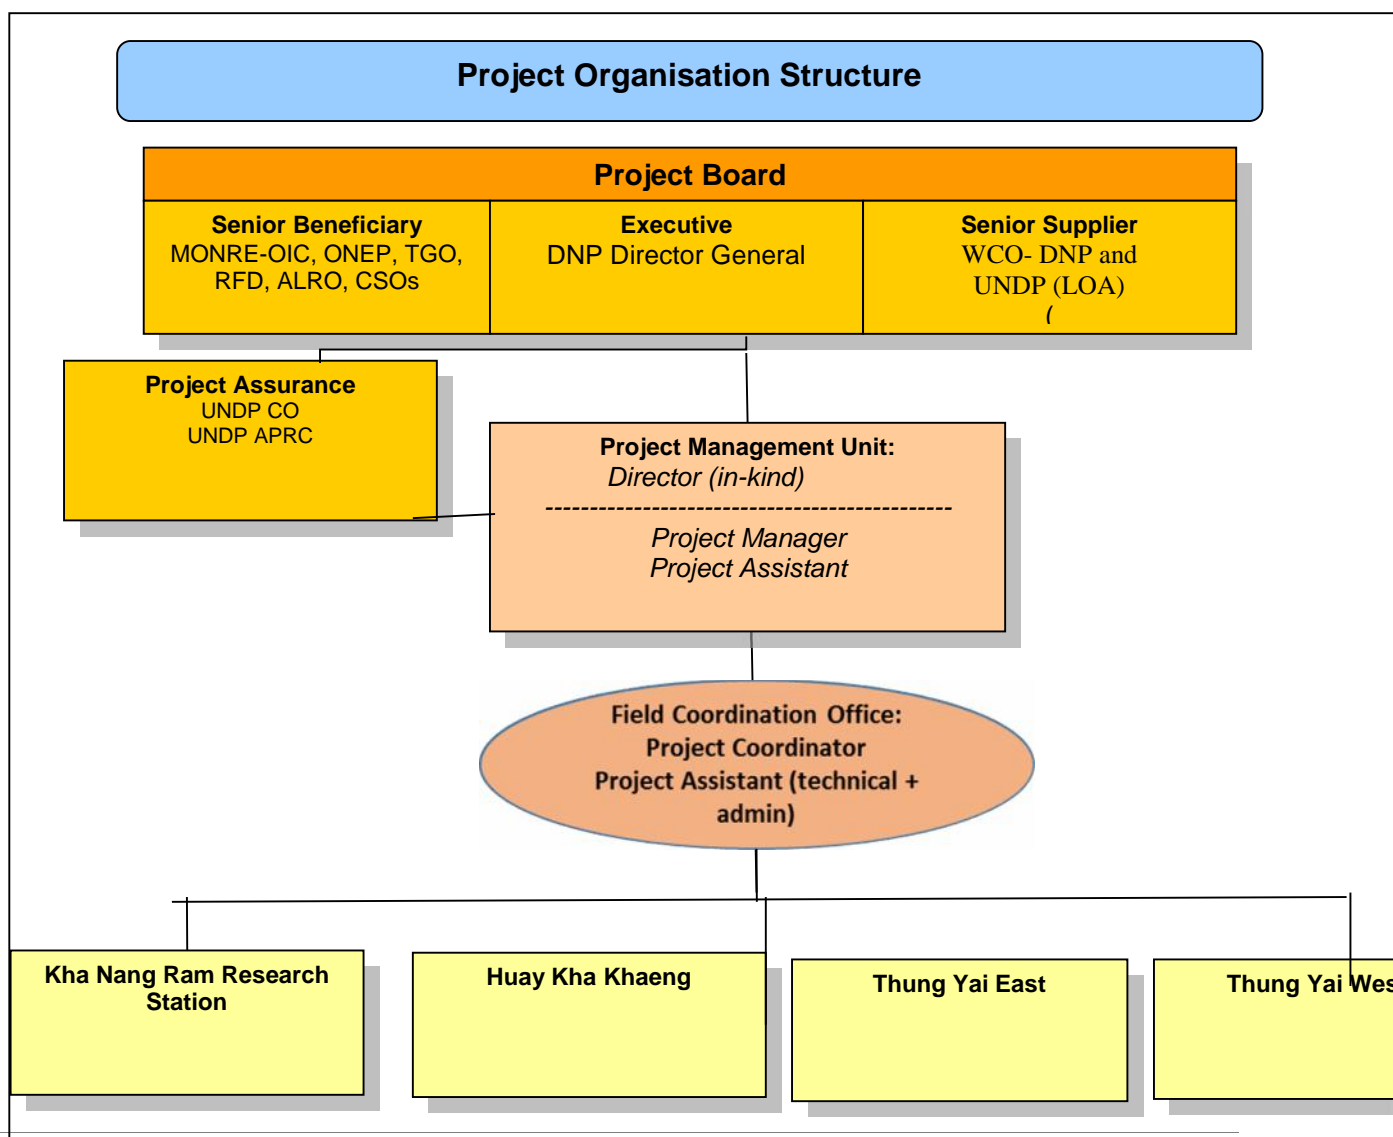 Project Organisation Structure
Project Board
Senior Beneficiary
MONRE-OIC, ONEP, TGO,
RFD, ALRO, CSOs
Executive
DNP Director General
Senior Supplier
WCO- DNP and
UNDP (LOA)
(
Project Assurance
UNDP CO
UNDP APRC
Project Management Unit:
Director (in-kind)
----------------------------------------------
Project Manager
Project Assistant
Field Coordination Office:
Project Coordinator
Project Assistant (technical +
admin)
Kha Nang Ram Research
Station
Huay Kha Khaeng
Thung Yai East
Thung Yai Wes